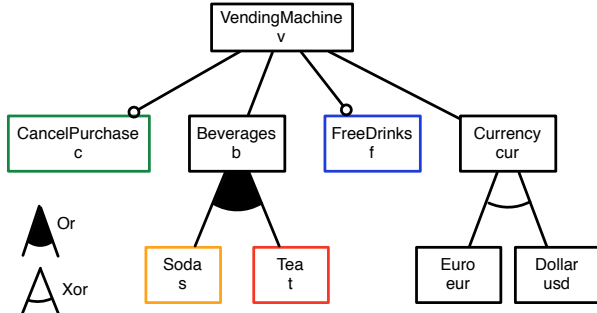 VendingMachine
v
CancelPurchase
c
Beverages
b
FreeDrinks
f
Currency
cur
Or
Xor
Soda
s
Tea
t
Euro
eur
Dollar
usd